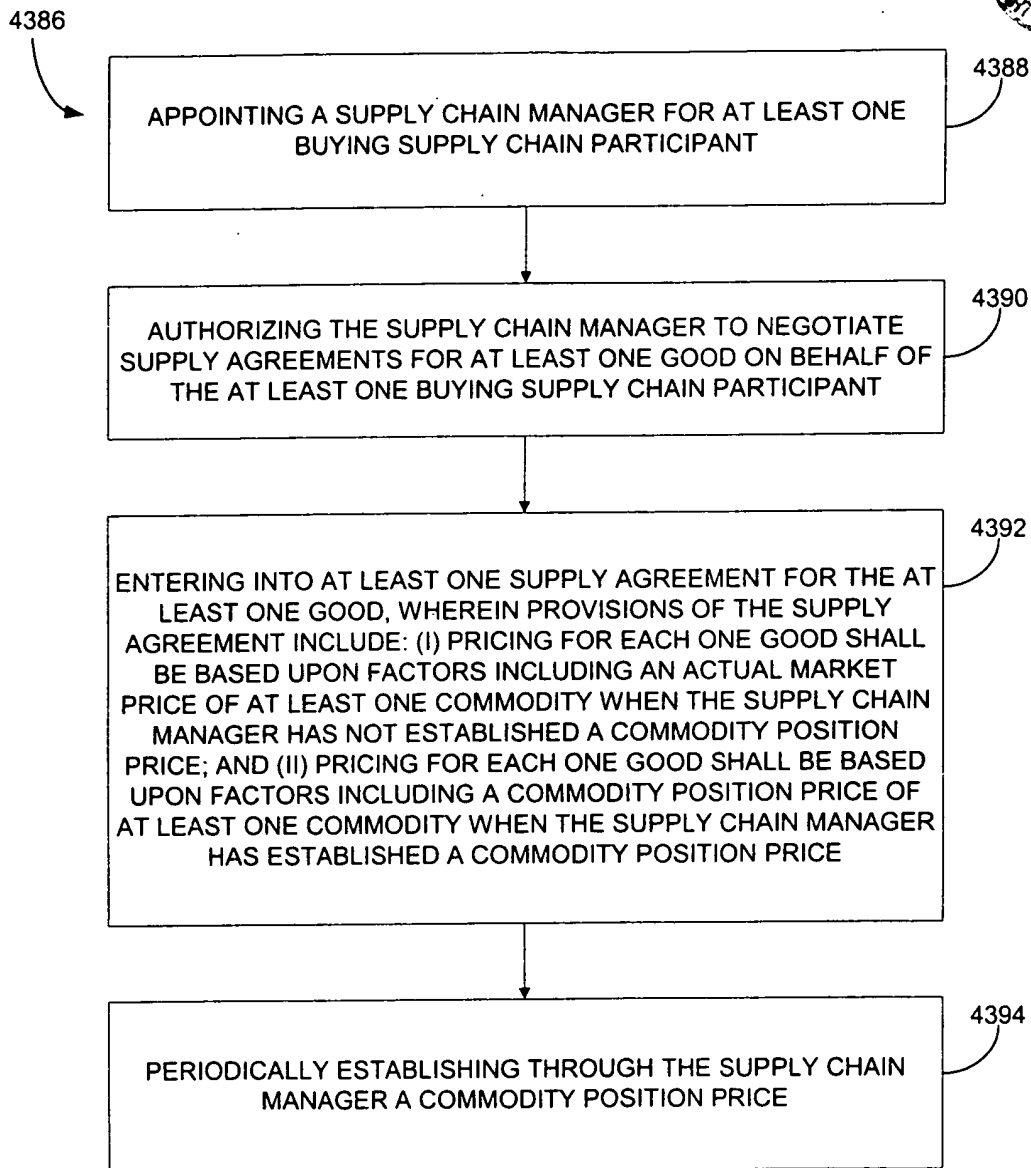 4386
4388
APPOINTING A SUPPLY CHAIN MANAGER FOR AT LEAST ONE
BUYING SUPPLY CHAIN PARTICIPANT
4390
AUTHORIZING THE SUPPLY CHAIN MANAGER TO NEGOTIATE
SUPPLY AGREEMENTS FOR AT LEAST ONE GOOD ON BEHALF OF
THE AT LEAST ONE BUYING SUPPLY CHAIN PARTICIPANT
4392
ENTERING INTO AT LEAST ONE SUPPLY AGREEMENT FOR THE AT
LEAST ONE GOOD, WHEREIN PROVISIONS OF THE SUPPLY
AGREEMENT INCLUDE: (I) PRICING FOR EACH ONE GOOD SHALL
BE BASED UPON FACTORS INCLUDING AN ACTUAL MARKET
PRICE OF AT LEAST ONE COMMODITY WHEN THE SUPPLY CHAIN
MANAGER HAS NOT ESTABLISHED A COMMODITY POSITION
PRICE; AND (II) PRICING FOR EACH ONE GOOD SHALL BE BASED
UPON FACTORS INCLUDING A COMMODITY POSITION PRICE OF
AT LEAST ONE COMMODITY WHEN THE SUPPLY CHAIN MANAGER
HAS ESTABLISHED A COMMODITY POSITION PRICE
4394
PERIODICALLY ESTABLISHING THROUGH THE SUPPLY CHAIN
MANAGER A COMMODITY POSITION PRICE